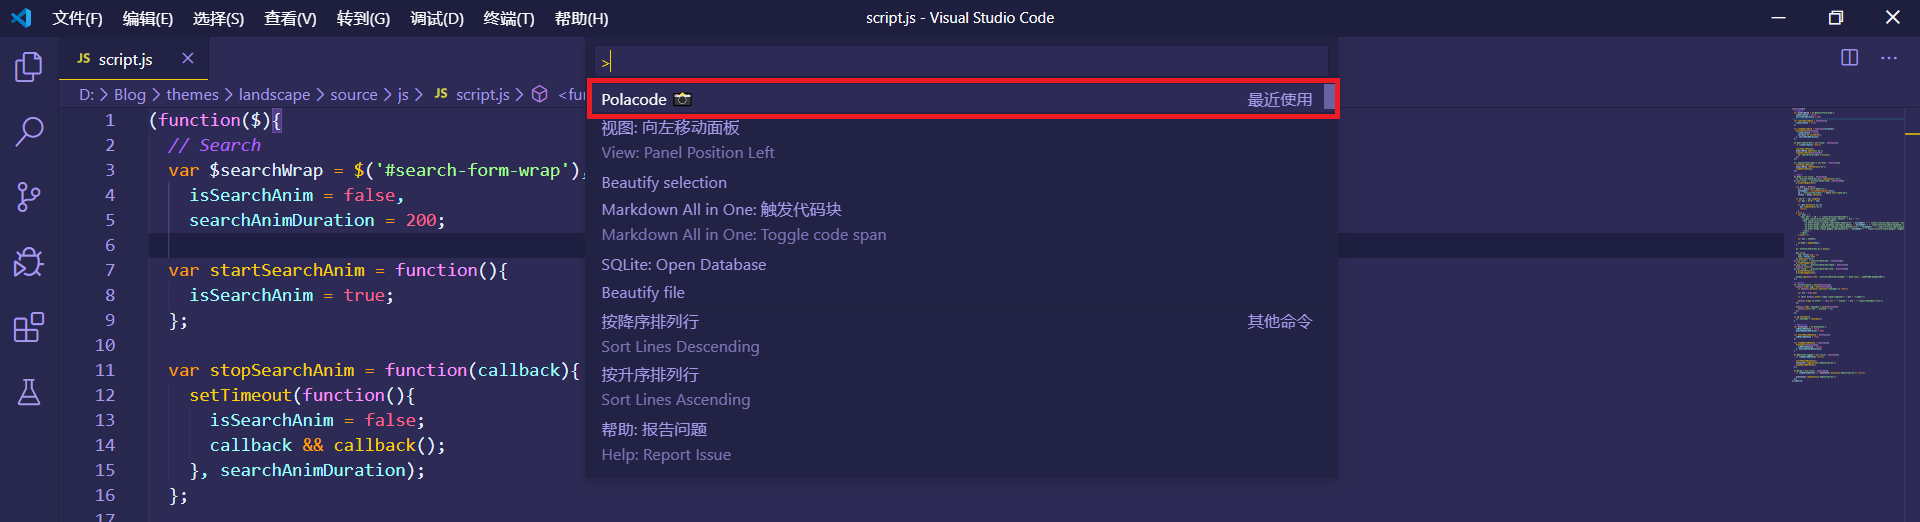 文件(F) 编辑(E) 选择(S) 查看(V) 转到(G) 调试(D) 终端(T) 帮助(H) script.js - Visual Studio Code
JS script.js
D: > Blog > themes > landscape > source > js > JS script.js > <fu
>
Polacode 最近使用
视图: 向左移动面板
View: Panel Position Left
Beautify selection
Markdown All in One: 触发代码块
Markdown All in One: Toggle code span
SQLite: Open Database
Beautify file
按降序排列行 其他命令
Sort Lines Descending
按升序排列行
Sort Lines Ascending
帮助: 报告问题
Help: Report Issue
1 (function($){
2 // Search
3 var $searchWrap = $('#search-form-wrap'),
4 isSearchAnim = false,
5 searchAnimDuration = 200;
6
7 var startSearchAnim = function(){
8 isSearchAnim = true;
9 };
10
11 var stopSearchAnim = function(callback){
12 setTimeout(function(){
13 isSearchAnim = false;
14 callback && callback();
15 }, searchAnimDuration);
16 };
17